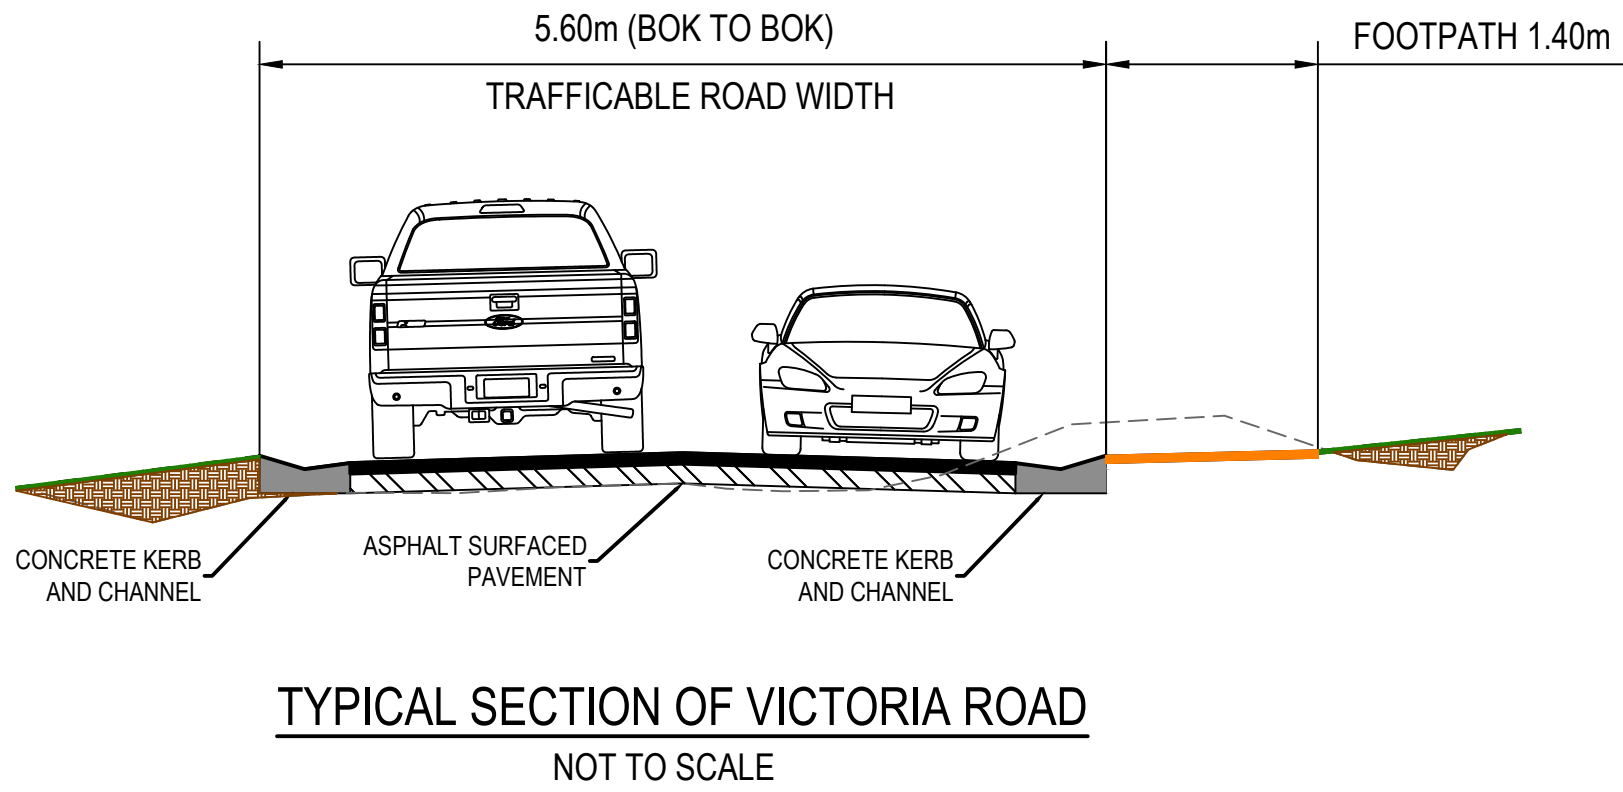 5.60m (BOK TO BOK)
FOOTPATH 1.40m
TRAFFICABLE ROAD WIDTH
CONCRETE KERB
AND CHANNEL
ASPHALT SURFACED
PAVEMENT
CONCRETE KERB
AND CHANNEL
TYPICAL SECTION OF VICTORIA ROAD
NOT TO SCALE